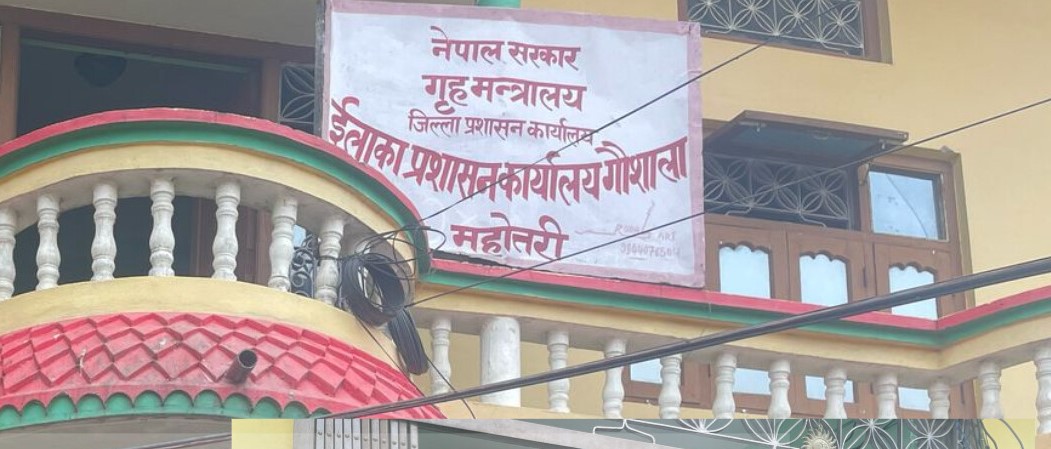 नेपाल सरकार
गृह मन्त्रालय
जिल्ला प्रशासन कार्यालय
ईलाका प्रशासन कार्यालय गौशाला
महोत्तरी